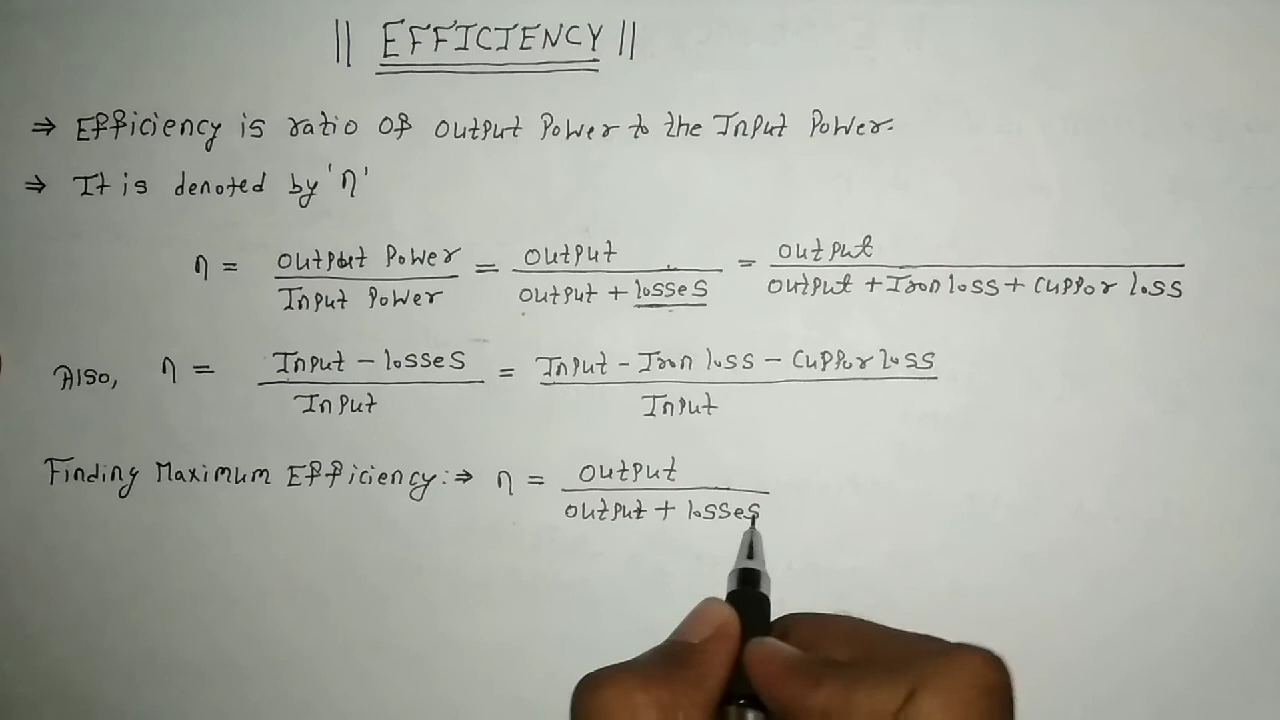 || EFFICIENCY ||
⇒ Efficiency is ratio of output Power to the Input Power.
⇒ It is denoted by 'η'
η = Output Power / Input Power = Output / Output + losses = Output / Output + Iron loss + Cuppor loss
Also, η = Input - losses / Input = Input - Iron loss - Cuppor loss / Input
Finding Maximum Efficiency:⇒ η = Output / Output + losses